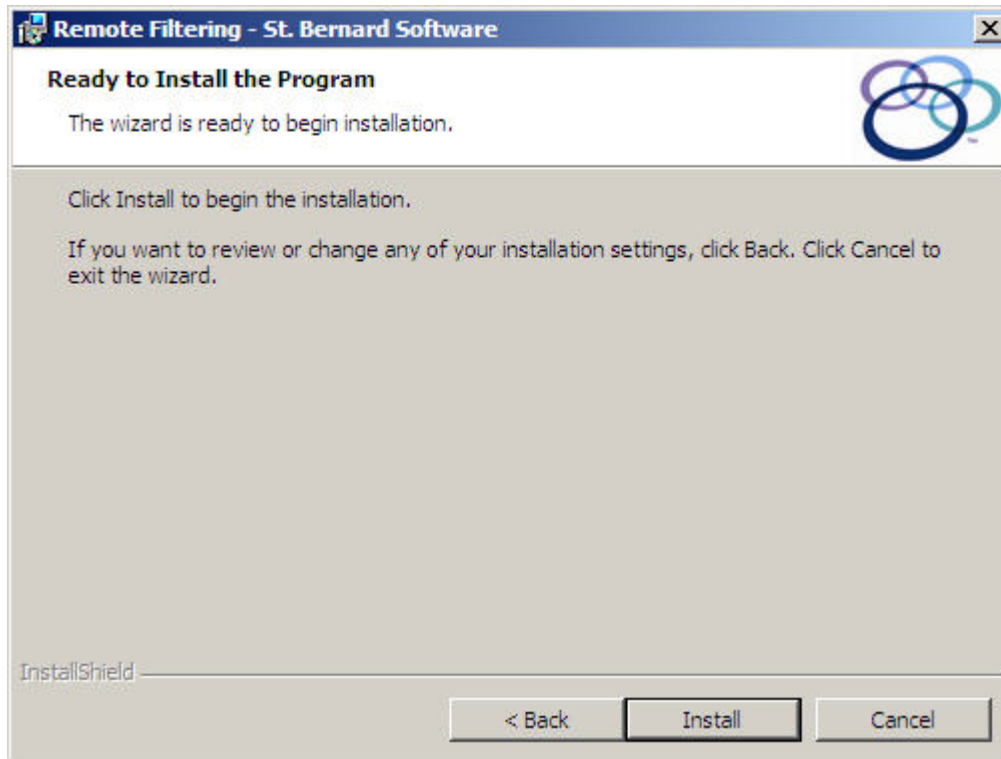 Remote Filtering - St. Bernard Software
Ready to Install the Program
The wizard is ready to begin installation.
™
Click Install to begin the installation.
If you want to review or change any of your installation settings, click Back. Click Cancel to
exit the wizard.
InstallShield
< Back
Install
Cancel